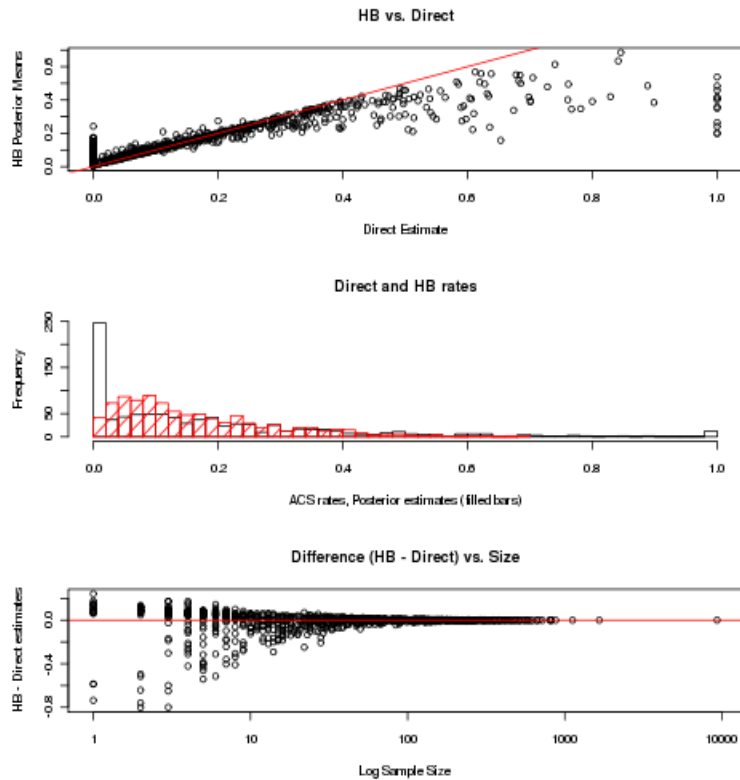 HB vs. Direct
HB Posterior Means
0.0 0.2 0.4 0.6
0.0 0.2 0.4 0.6 0.8 1.0
Direct Estimate
Direct and HB rates
Frequency
0 50 150 250
0.0 0.2 0.4 0.6 0.8 1.0
ACS rates, Posterior estimates (filled bars)
Difference (HB - Direct) vs. Size
HB - Direct estimates
-0.8 -0.4 0.0
1 10 100 1000 10000
Log Sample Size